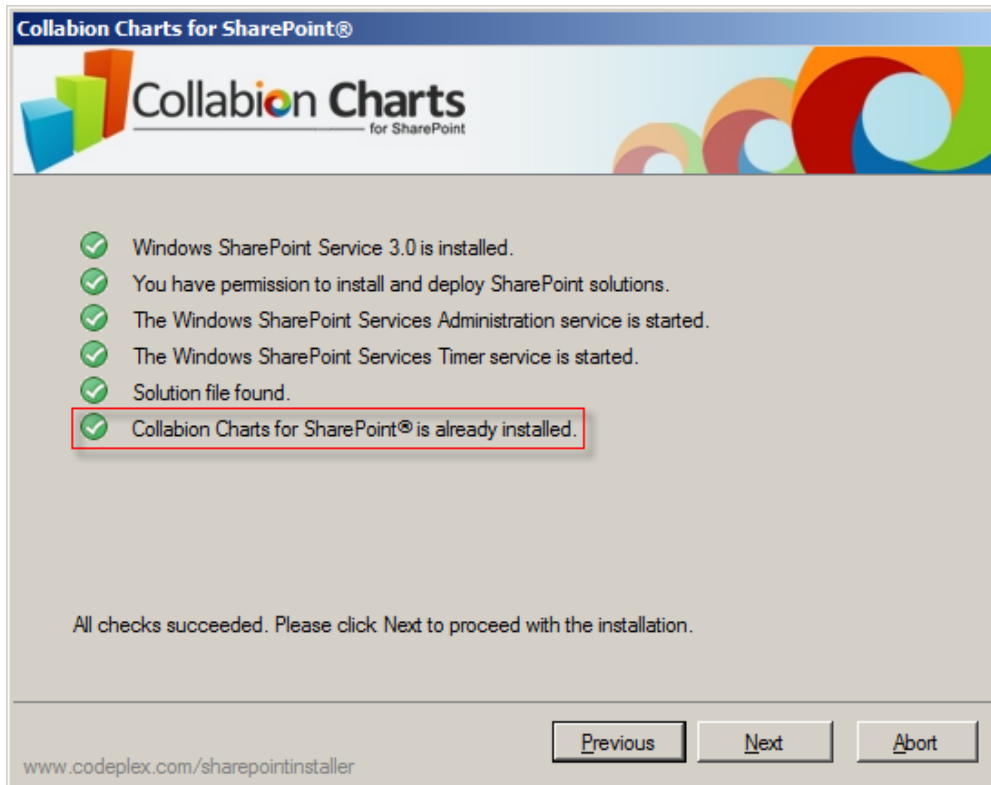 Collabion Charts for SharePoint®
Collabion Charts
for SharePoint
Windows SharePoint Service 3.0 is installed.
You have permission to install and deploy SharePoint solutions.
The Windows SharePoint Services Administration service is started.
The Windows SharePoint Services Timer service is started.
Solution file found.
Collabion Charts for SharePoint® is already installed.
All checks succeeded. Please click Next to proceed with the installation.
Previous Next Abort
www.codeplex.com/sharepointinstaller